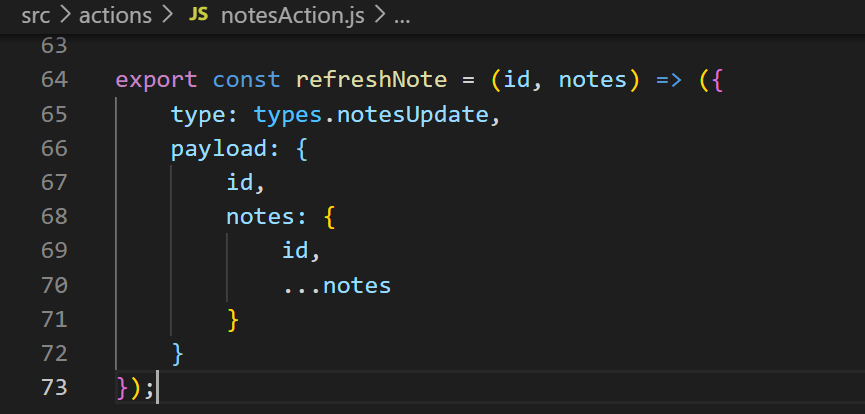 src > actions > JS notesAction.js > ...
63
64 export const refreshNote = (id, notes) => ({
65 type: types.notesUpdate,
66 payload: {
67 id,
68 notes: {
69 id,
70 ...notes
71 }
72 }
73 });